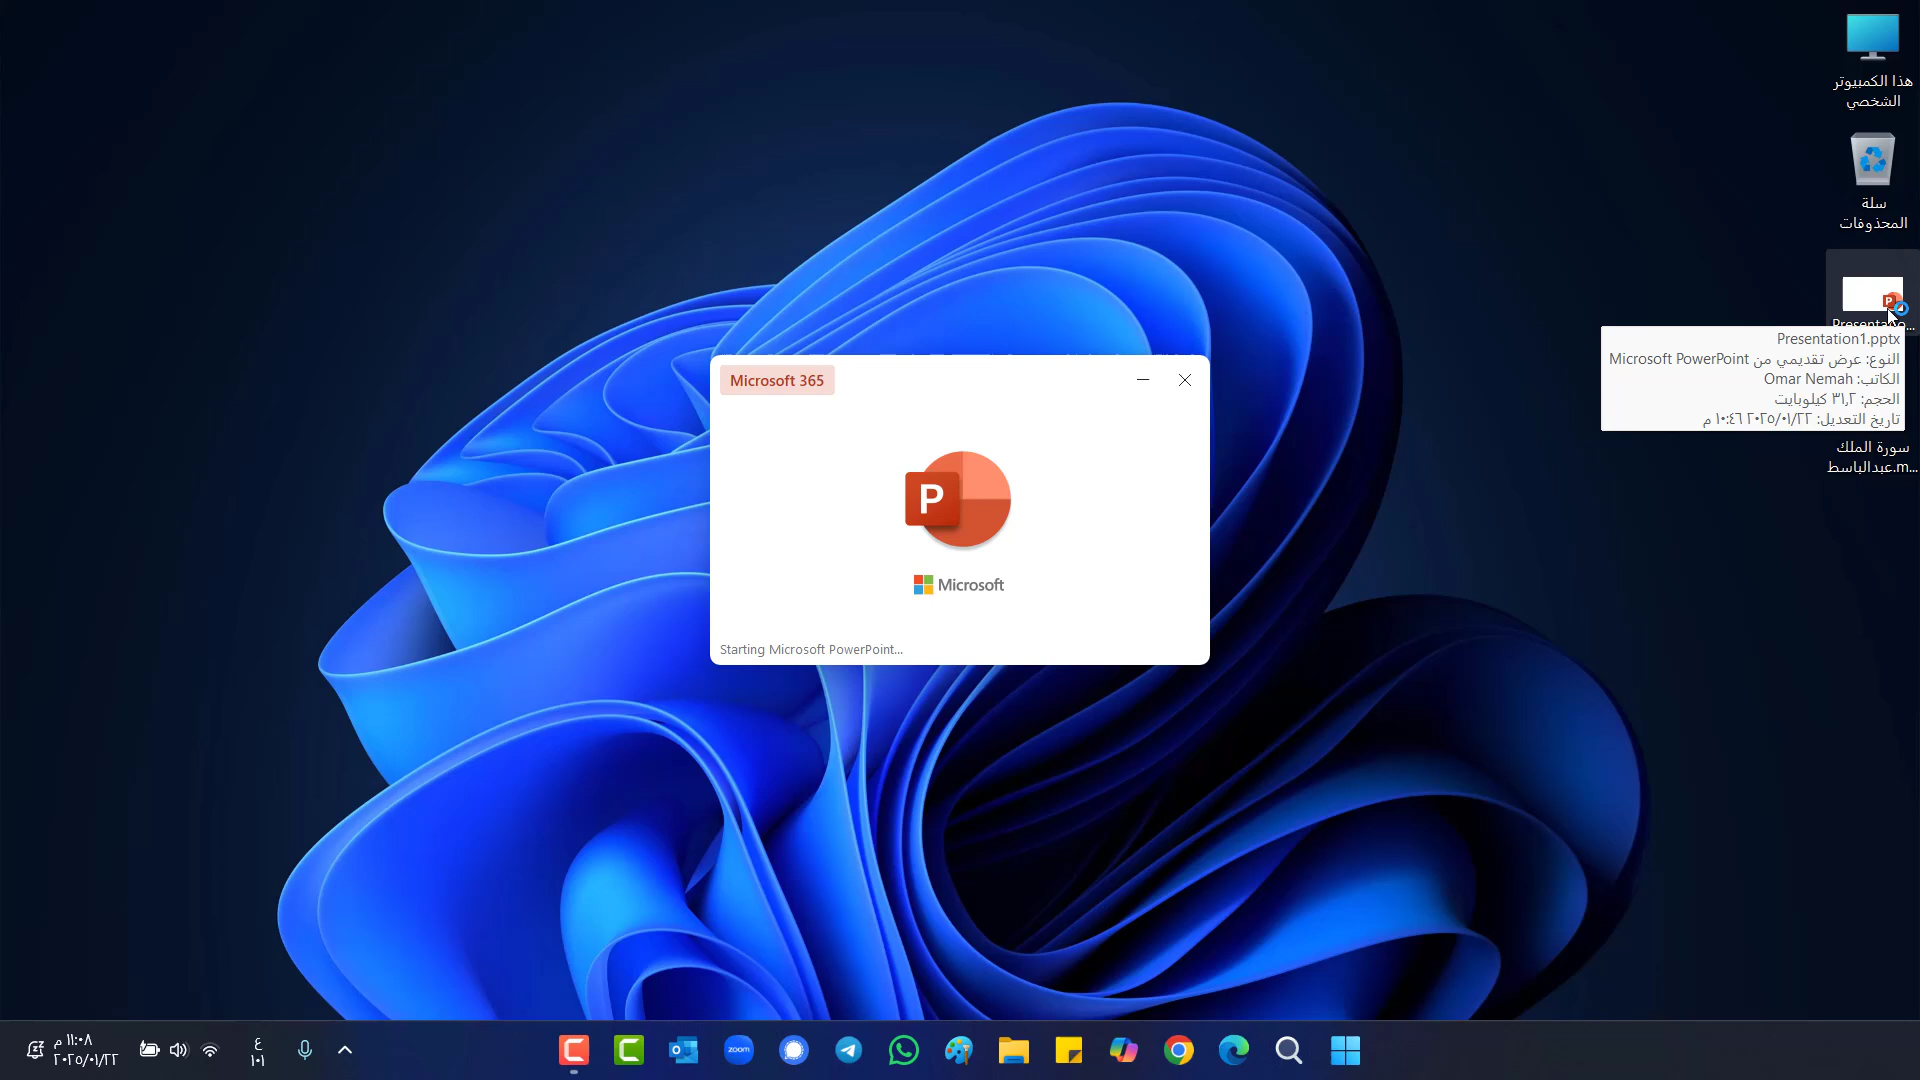 هذا الكمبيوتر
الشخصي
سلة
المحذوفات
Presentation1.pptx
النوع: عرض تقديمي من Microsoft PowerPoint
الكاتب: Omar Nemah
الحجم: ٣١,٢ كيلوبايت
تاريخ التعديل: ٢٠٢٥/٠١/٢٢ ١٠:٤٦ م
سورة الملك
عبدالباسط.m...
Microsoft 365
P
Microsoft
Starting Microsoft PowerPoint...
zoom
ع
١٠١
١١:٠٨ م
٢٠٢٥/٠١/٢٢